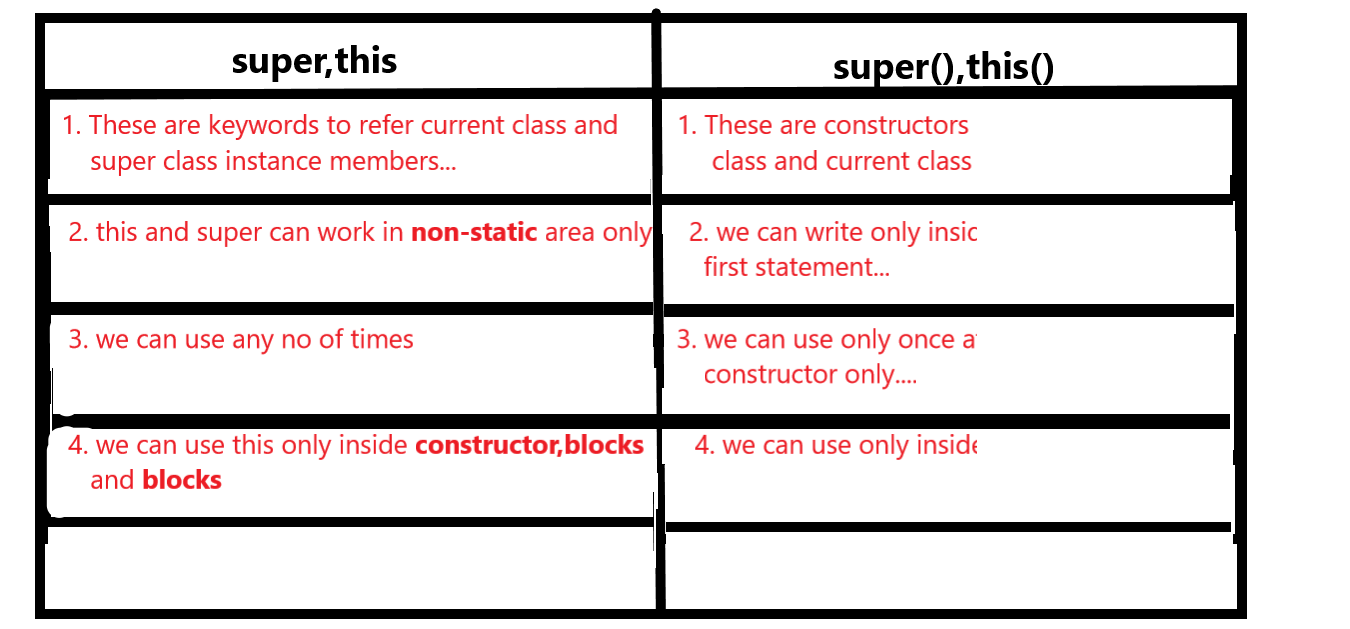 super,this
super(),this()
1. These are keywords to refer current class and
super class instance members...
1. These are constructors
class and current class
2. this and super can work in non-static area only
2. we can write only
first statement...
3. we can use any no of times
3. we can use only once
constructor only....
4. we can use this only inside constructor,blocks
and blocks
4. we can use only inside